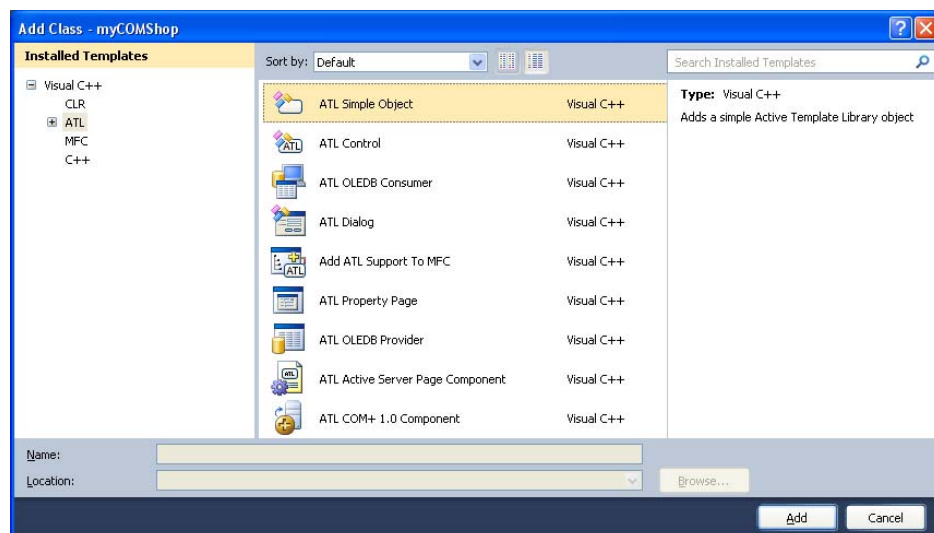 Add Class - myCOMShop
Installed Templates
Sort by: Default
Search Installed Templates
Visual C++
CLR
ATL
MFC
C++
ATL Simple Object Visual C++
ATL Control Visual C++
ATL OLEDB Consumer Visual C++
ATL Dialog Visual C++
Add ATL Support To MFC Visual C++
ATL Property Page Visual C++
ATL OLEDB Provider Visual C++
ATL Active Server Page Component Visual C++
ATL COM+ 1.0 Component Visual C++
Type: Visual C++
Adds a simple Active Template Library object
Name:
Location:
Browse...
Add Cancel